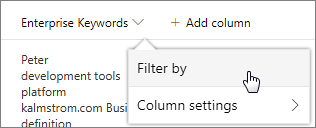 Enterprise Keywords + Add column
Peter
development tools
platform
kalmstrom.com Busi
definition
Filter by
Column settings